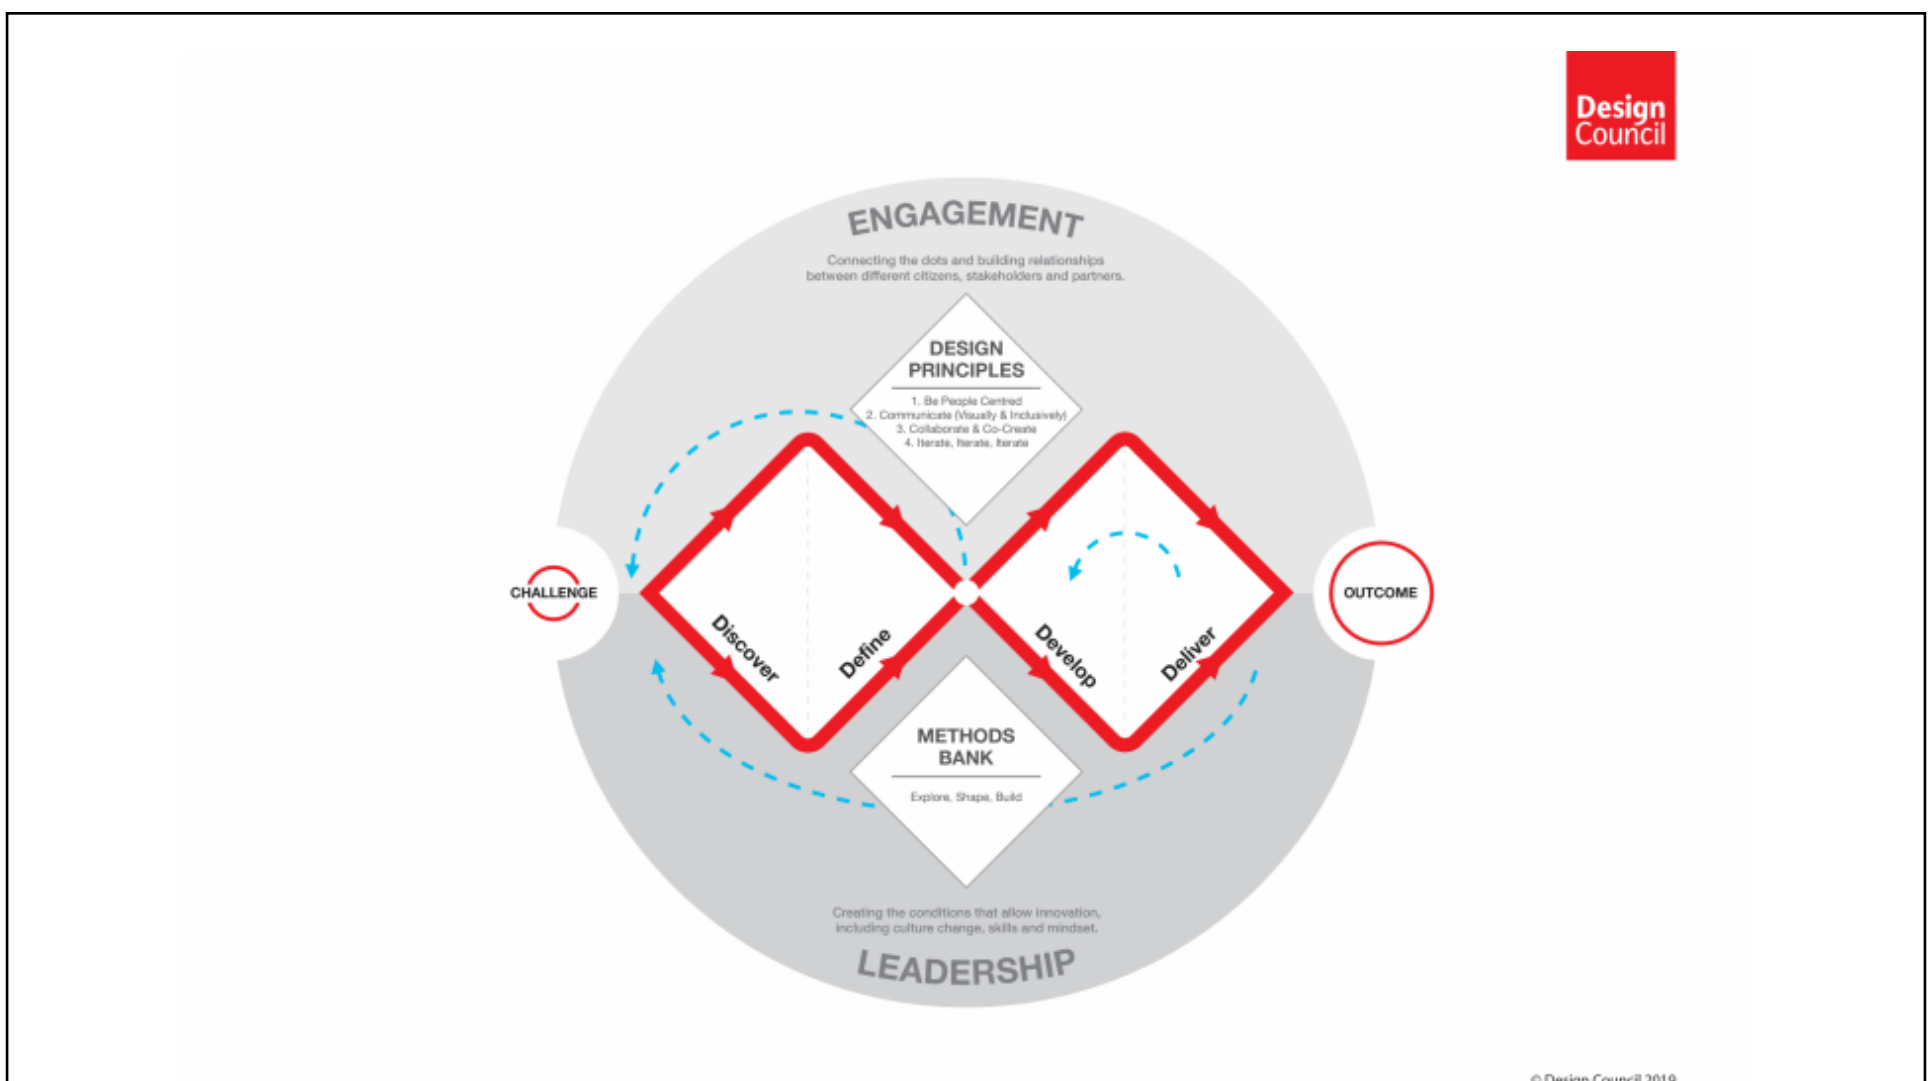 Design
Council
ENGAGEMENT
Connecting the dots and building relationships
between different citizens, stakeholders and partners.
DESIGN
PRINCIPLES
1. Be People Centred
2. Communicate (Visually & Inclusively)
3. Collaborate & Co-Create
4. Iterate, Iterate, Iterate
CHALLENGE
OUTCOME
Discover
Define
Develop
Deliver
METHODS
BANK
Explore, Shape, Build
Creating the conditions that allow innovation,
including culture change, skills and mindset.
LEADERSHIP
© Design Council 2019